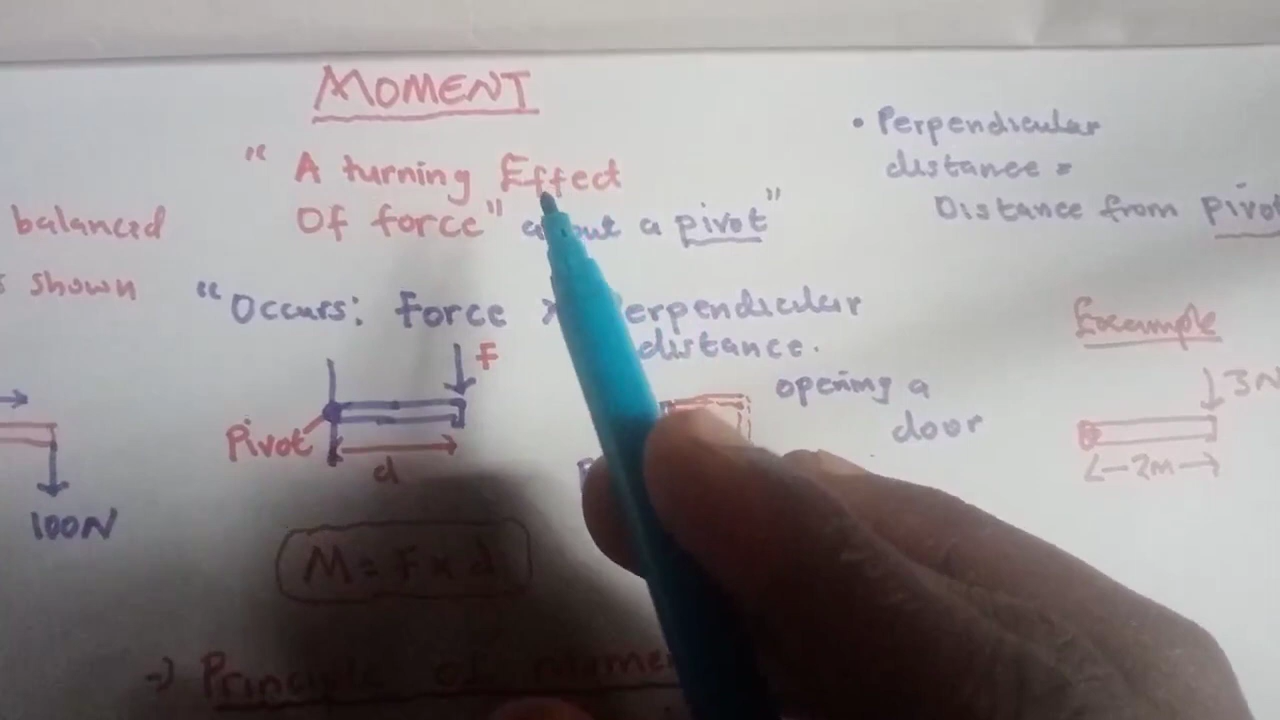 MOMENT
" A turning Effect
Of force" about a pivot"
"Occurs: Force × Perpendicular
distance.
F
Pivot
d
opening a
door
M = F × d
-) Principle of
balanced
shown
100N
• Perpendicular
distance =
Distance from pivot
Example
3N
2m